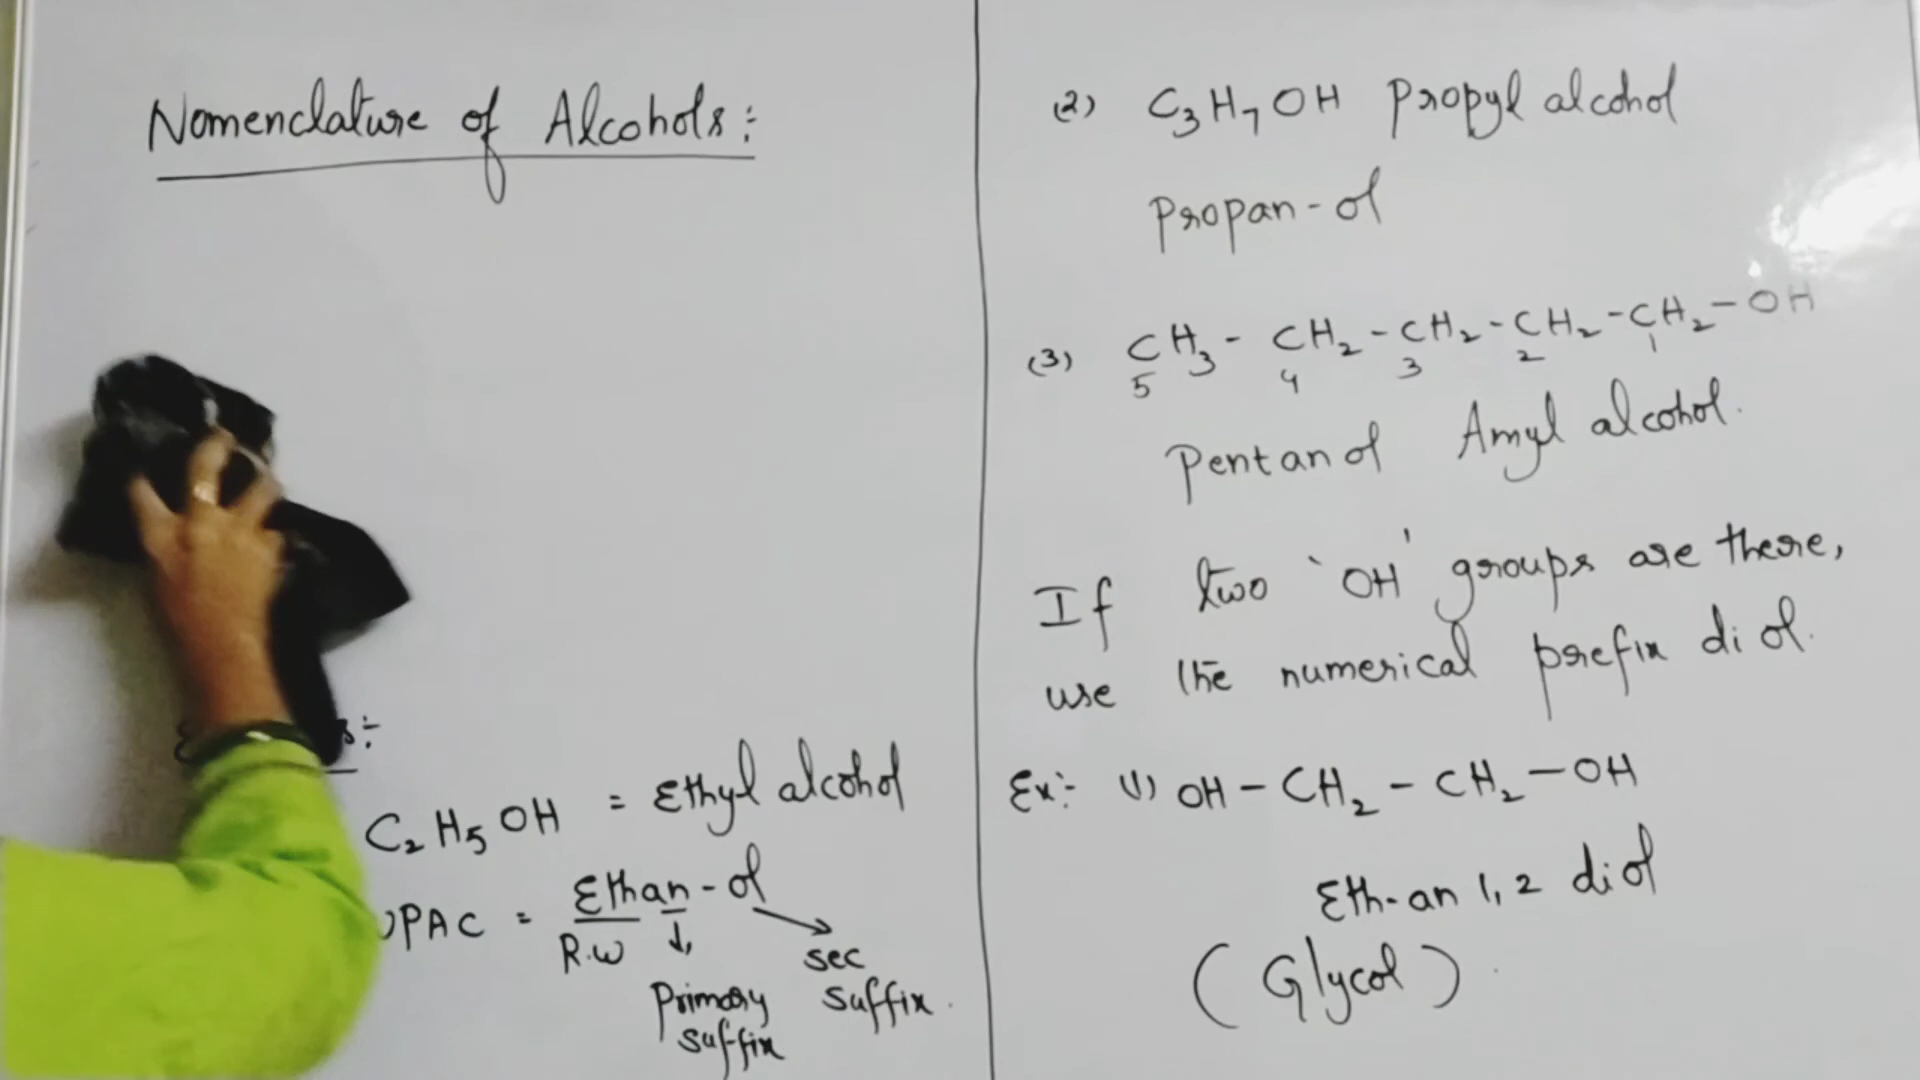 Nomenclature of Alcohols:
C₂H₅OH = Ethyl alcohol
UPAC = Ethan-ol
R.W
Primary suffix
sec suffix.
(2) C₃H₇OH Propyl alcohol
Propan-ol
(3) CH₃-CH₂-CH₂-CH₂-CH₂-OH
5 4 3 2 1
Pentanol Amyl alcohol.
If two 'OH' groups are there,
use the numerical prefix di ol.
Ex:- (1) OH-CH₂-CH₂-OH
Eth-an 1,2 diol
(Glycol).